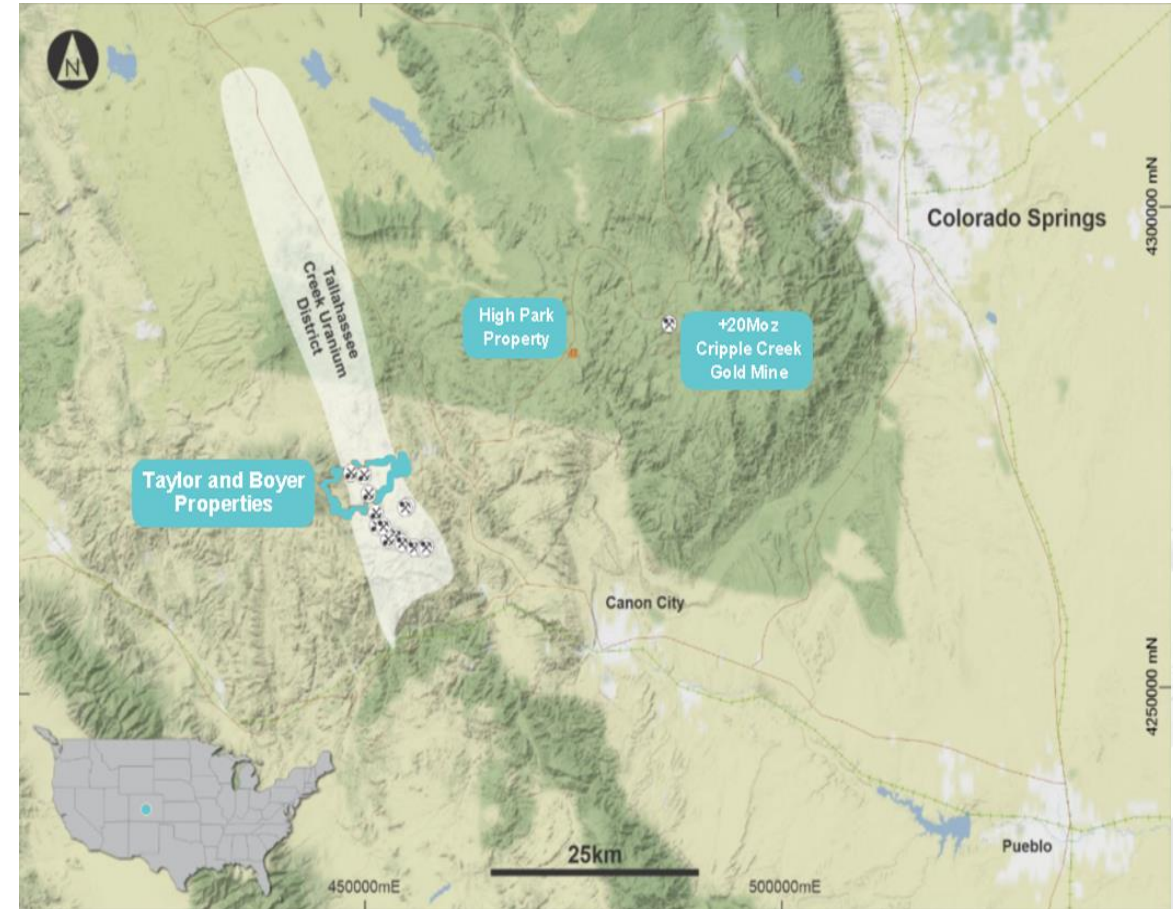 N
4300000 mN
Colorado Springs
Tallahassee
Creek Uranium
District
High Park
Property
+20Moz
Cripple Creek
Gold Mine
Taylor and Boyer
Properties
Canon City
4250000 mN
Pueblo
25km
450000mE
500000mE